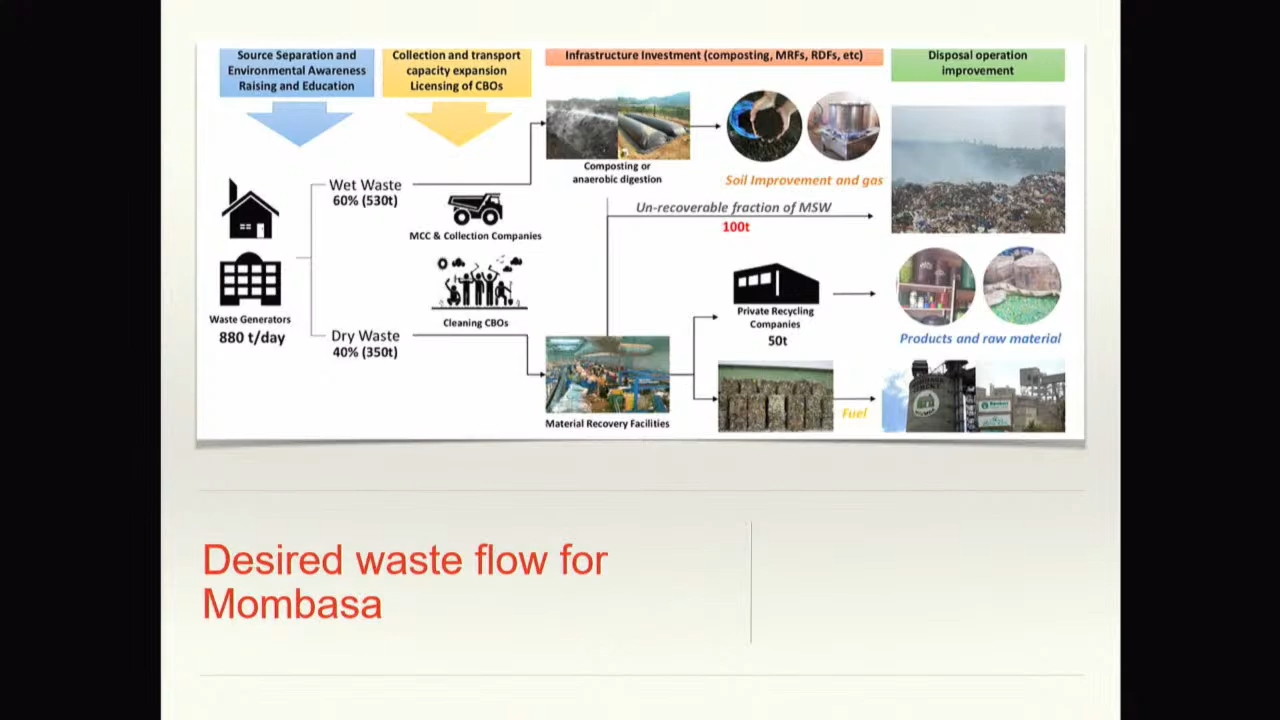 Source Separation and
Environmental Awareness
Raising and Education
Collection and transport
capacity expansion
Licensing of CBOs
Infrastructure Investment (composting, MRFs, RDFs, etc)
Disposal operation
improvement
Composting or
anaerobic digestion
Soil Improvement and gas
Wet Waste
60% (530t)
MCC & Collection Companies
Un-recoverable fraction of MSW
100t
Waste Generators
880 t/day
Cleaning CBOs
Dry Waste
40% (350t)
Private Recycling
Companies
50t
Products and raw material
Material Recovery Facilities
Fuel
Desired waste flow for
Mombasa